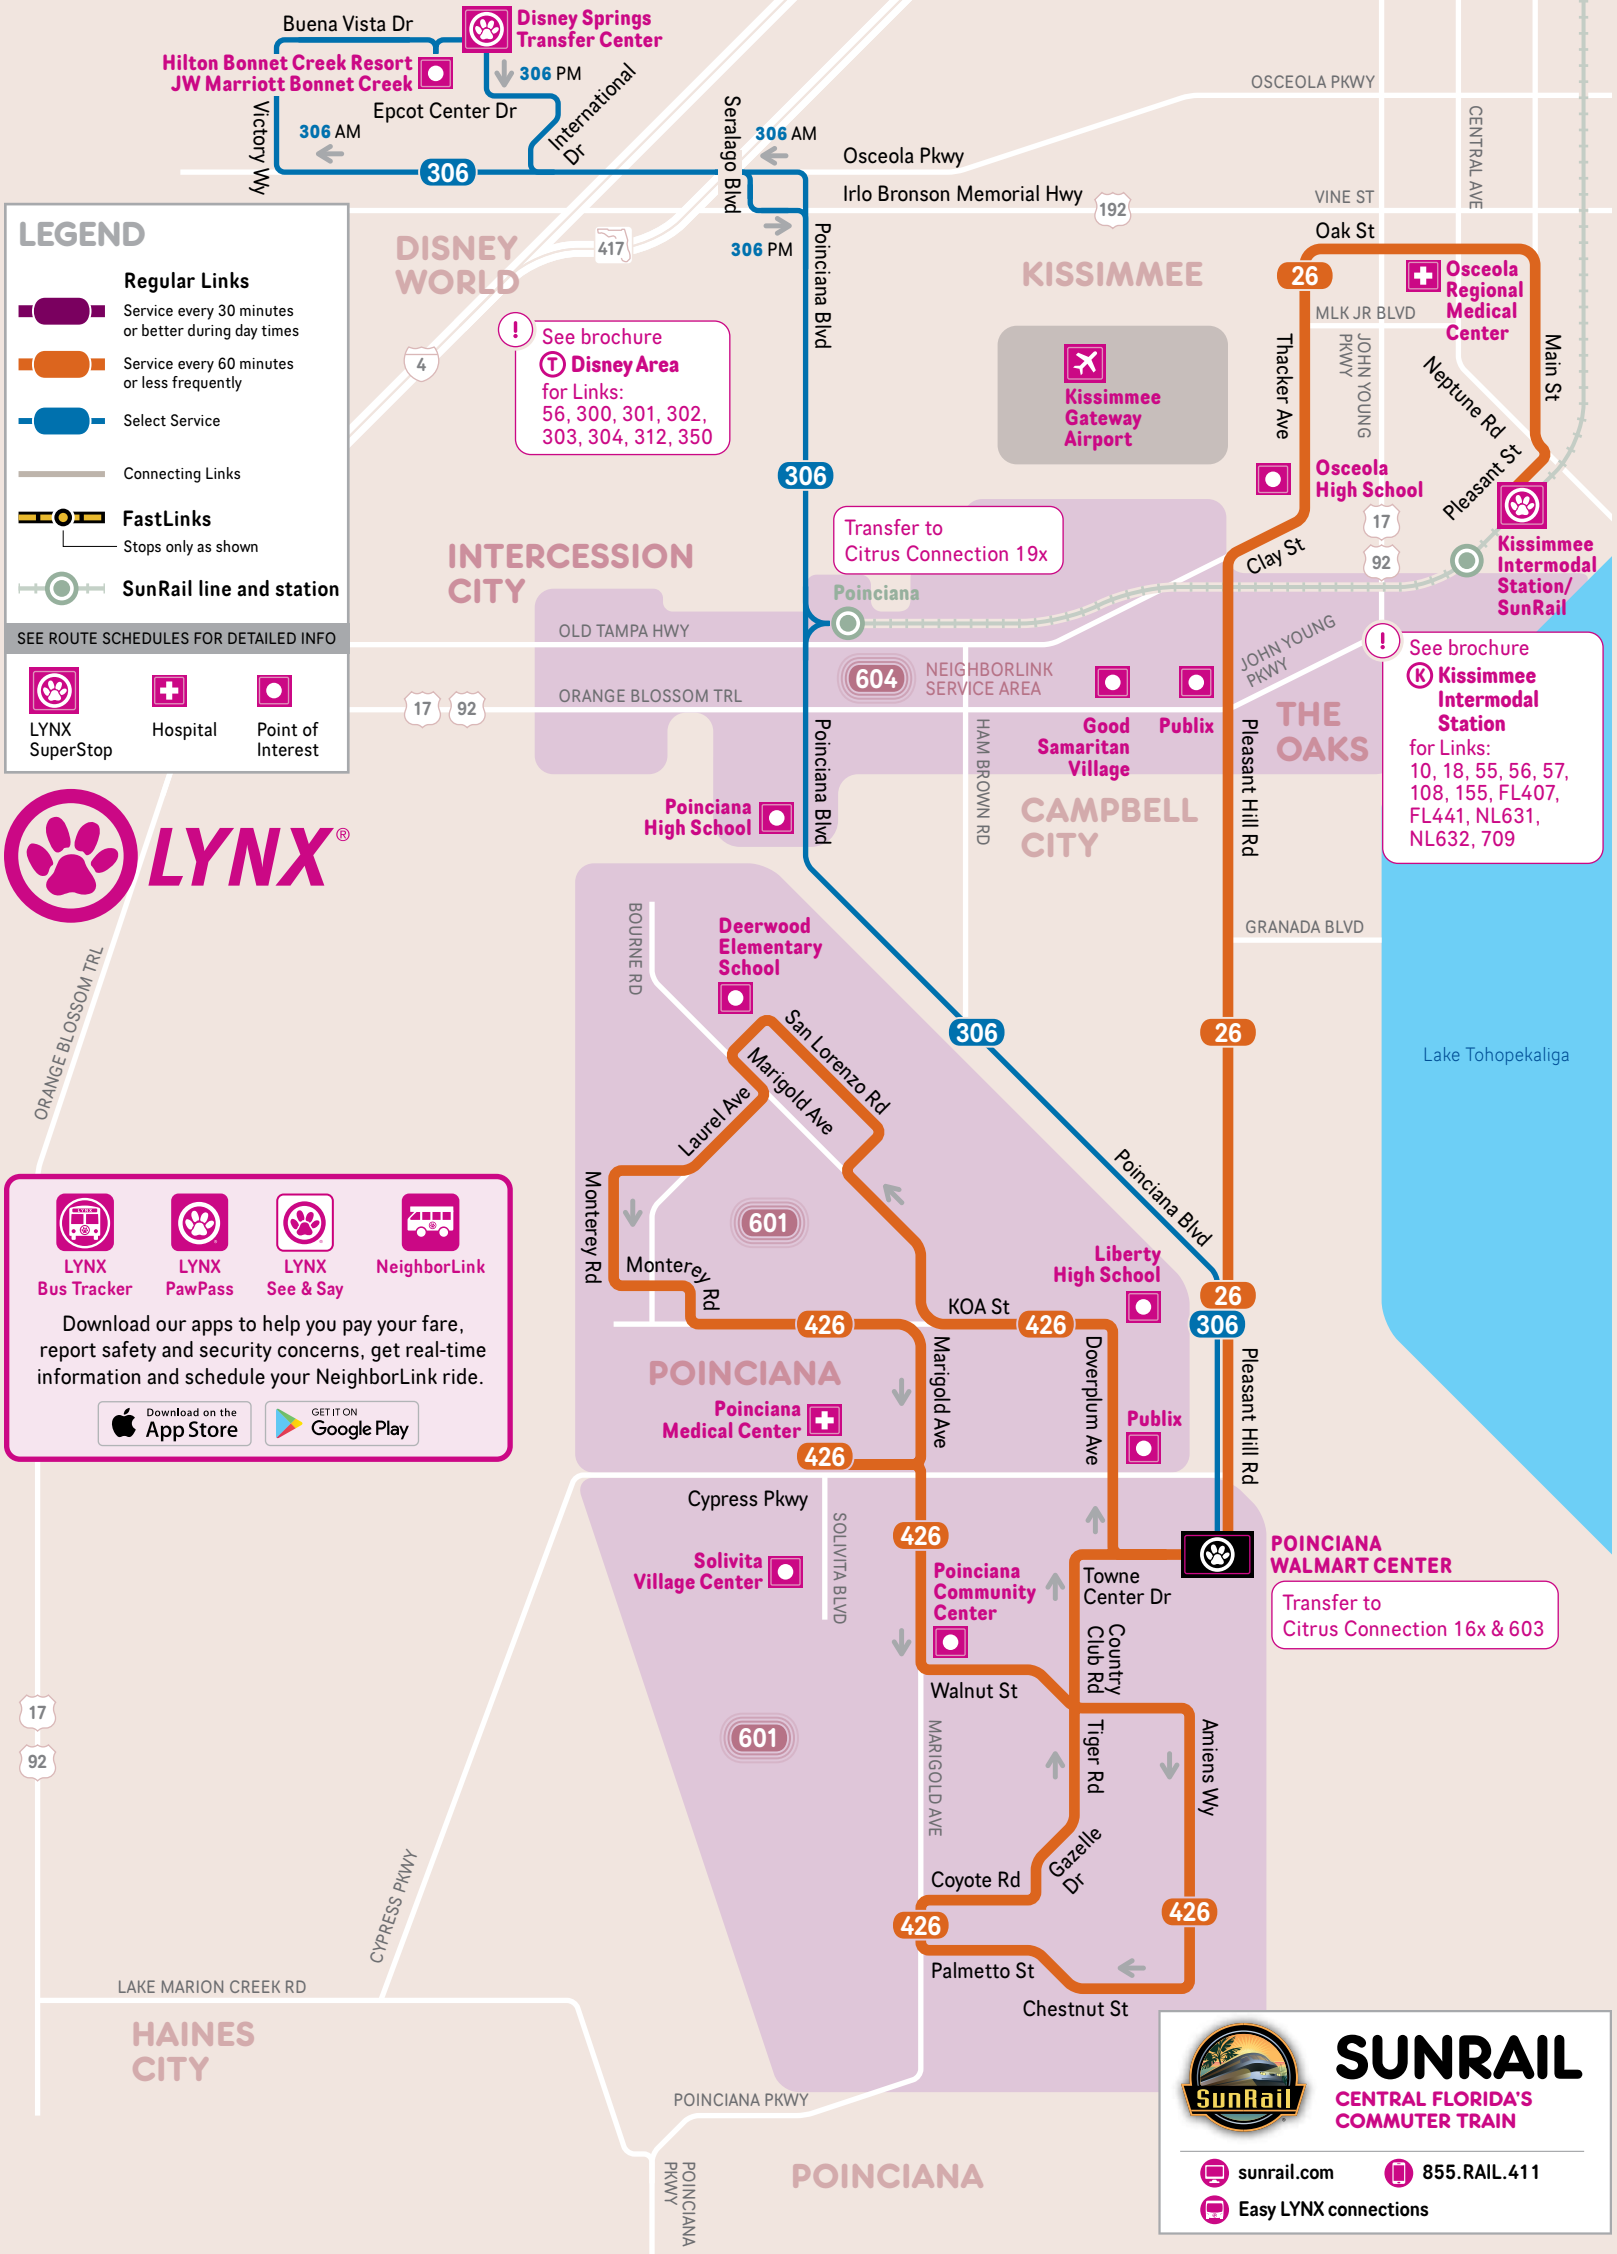 Buena Vista Dr
Disney Springs
Transfer Center
Hilton Bonnet Creek Resort
JW Marriott Bonnet Creek
306 PM
Epcot Center Dr
International
Dr
Victory Wy
306 AM
306
Seralago Blvd
306 AM
Osceola Pkwy
OSCEOLA PKWY
CENTRAL AVE
Irlo Bronson Memorial Hwy
192
VINE ST
306 PM
Poinciana Blvd
417
DISNEY
WORLD
4
LEGEND
Regular Links
Service every 30 minutes
or better during day times
Service every 60 minutes
or less frequently
Select Service
Connecting Links
FastLinks
Stops only as shown
SunRail line and station
SEE ROUTE SCHEDULES FOR DETAILED INFO
LYNX
SuperStop
Hospital
Point of
Interest
LYNX®
!
See brochure
T Disney Area
for Links:
56, 300, 301, 302,
303, 304, 312, 350
KISSIMMEE
Oak St
26
Osceola
Regional
Medical
Center
MLK JR BLVD
JOHN YOUNG
PKWY
Thacker Ave
Neptune Rd
Main St
Pleasant St
Kissimmee
Gateway
Airport
306
Osceola
High School
17
92
Clay St
Kissimmee
Intermodal
Station/
SunRail
Transfer to
Citrus Connection 19x
INTERCESSION
CITY
Poinciana
OLD TAMPA HWY
604
NEIGHBORLINK
SERVICE AREA
JOHN YOUNG
PKWY
!
See brochure
K Kissimmee
Intermodal
Station
for Links:
10, 18, 55, 56, 57,
108, 155, FL407,
FL441, NL631,
NL632, 709
17
92
ORANGE BLOSSOM TRL
Good
Samaritan
Village
Publix
THE
OAKS
Poinciana Blvd
HAM BROWN RD
Pleasant Hill Rd
Poinciana
High School
CAMPBELL
CITY
GRANADA BLVD
BOURNE RD
Deerwood
Elementary
School
ORANGE BLOSSOM TRL
306
26
Lake Tohopekaliga
San Lorenzo Rd
Marigold Ave
Laurel Ave
Monterey Rd
601
Poinciana Blvd
LYNX
LYNX
Bus Tracker
LYNX
PawPass
LYNX
See & Say
NeighborLink
Download our apps to help you pay your fare,
report safety and security concerns, get real-time
information and schedule your NeighborLink ride.
Download on the
App Store
GET IT ON
Google Play
Monterey Rd
Liberty
High School
26
306
KOA St
426
426
POINCIANA
Marigold Ave
Doverplum Ave
Pleasant Hill Rd
Poinciana
Medical Center
426
Publix
Cypress Pkwy
SOLIVITA BLVD
426
Solivita
Village Center
Poinciana
Community
Center
Towne
Center Dr
POINCIANA
WALMART CENTER
Transfer to
Citrus Connection 16x & 603
Country
Club Rd
Walnut St
17
92
601
MARIGOLD AVE
Tiger Rd
Amiens Wy
Gazelle
Dr
Coyote Rd
426
426
CYPRESS PKWY
Palmetto St
Chestnut St
LAKE MARION CREEK RD
HAINES
CITY
POINCIANA PKWY
POINCIANA
PKWY
POINCIANA
SunRail
SUNRAIL
CENTRAL FLORIDA'S
COMMUTER TRAIN
sunrail.com
855.RAIL.411
Easy LYNX connections